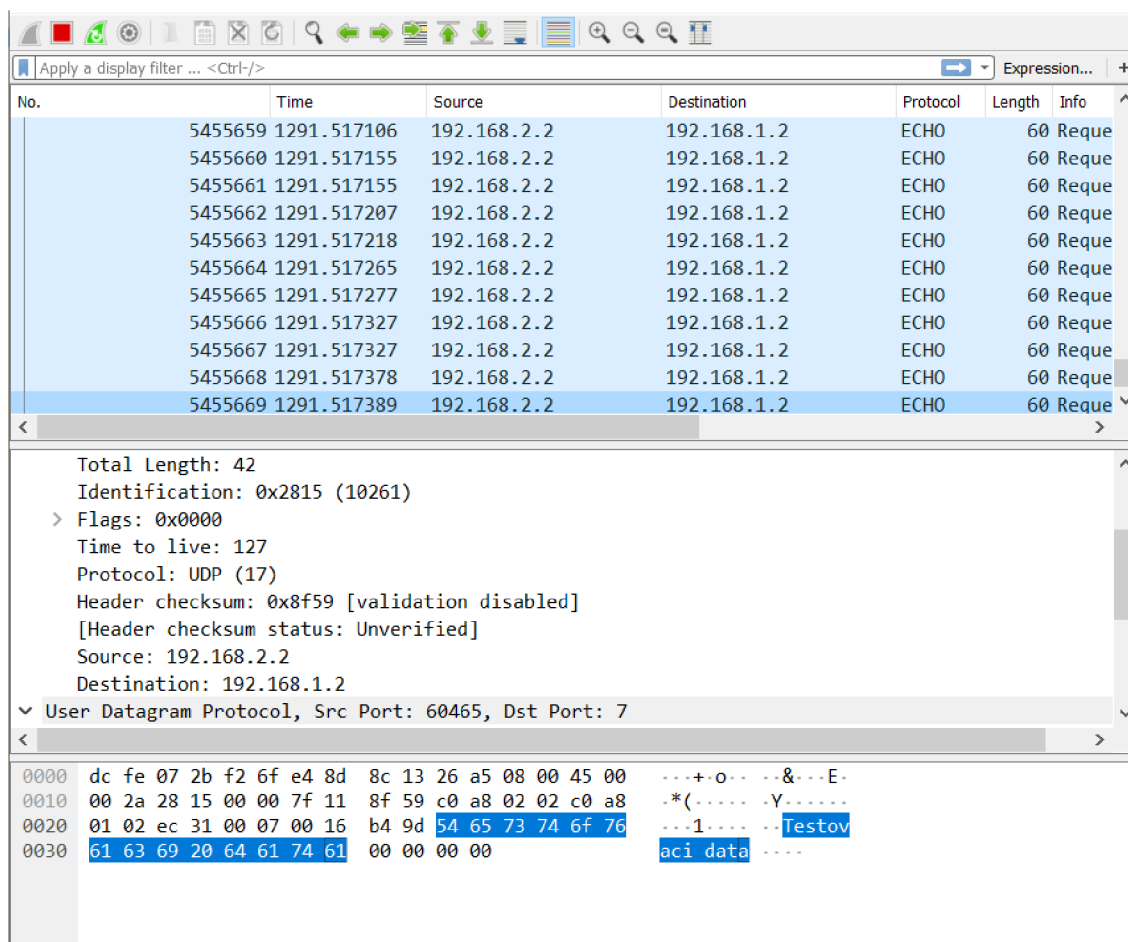 Apply a display filter ... <Ctrl-/> Expression... +
No. Time Source Destination Protocol Length Info
5455659 1291.517106 192.168.2.2 192.168.1.2 ECHO 60 Reque
5455660 1291.517155 192.168.2.2 192.168.1.2 ECHO 60 Reque
5455661 1291.517155 192.168.2.2 192.168.1.2 ECHO 60 Reque
5455662 1291.517207 192.168.2.2 192.168.1.2 ECHO 60 Reque
5455663 1291.517218 192.168.2.2 192.168.1.2 ECHO 60 Reque
5455664 1291.517265 192.168.2.2 192.168.1.2 ECHO 60 Reque
5455665 1291.517277 192.168.2.2 192.168.1.2 ECHO 60 Reque
5455666 1291.517327 192.168.2.2 192.168.1.2 ECHO 60 Reque
5455667 1291.517327 192.168.2.2 192.168.1.2 ECHO 60 Reque
5455668 1291.517378 192.168.2.2 192.168.1.2 ECHO 60 Reque
5455669 1291.517389 192.168.2.2 192.168.1.2 ECHO 60 Reque
Total Length: 42
Identification: 0x2815 (10261)
Flags: 0x0000
Time to live: 127
Protocol: UDP (17)
Header checksum: 0x8f59 [validation disabled]
[Header checksum status: Unverified]
Source: 192.168.2.2
Destination: 192.168.1.2
User Datagram Protocol, Src Port: 60465, Dst Port: 7
0000 dc fe 07 2b f2 6f e4 8d 8c 13 26 a5 08 00 45 00 ···+·o·· ··&···E·
0010 00 2a 28 15 00 00 7f 11 8f 59 c0 a8 02 02 c0 a8 ·*(····· ·Y······
0020 01 02 ec 31 00 07 00 16 b4 9d 54 65 73 74 6f 76 ···1···· ··Testov
0030 61 63 69 20 64 61 74 61 00 00 00 00 aci data ····